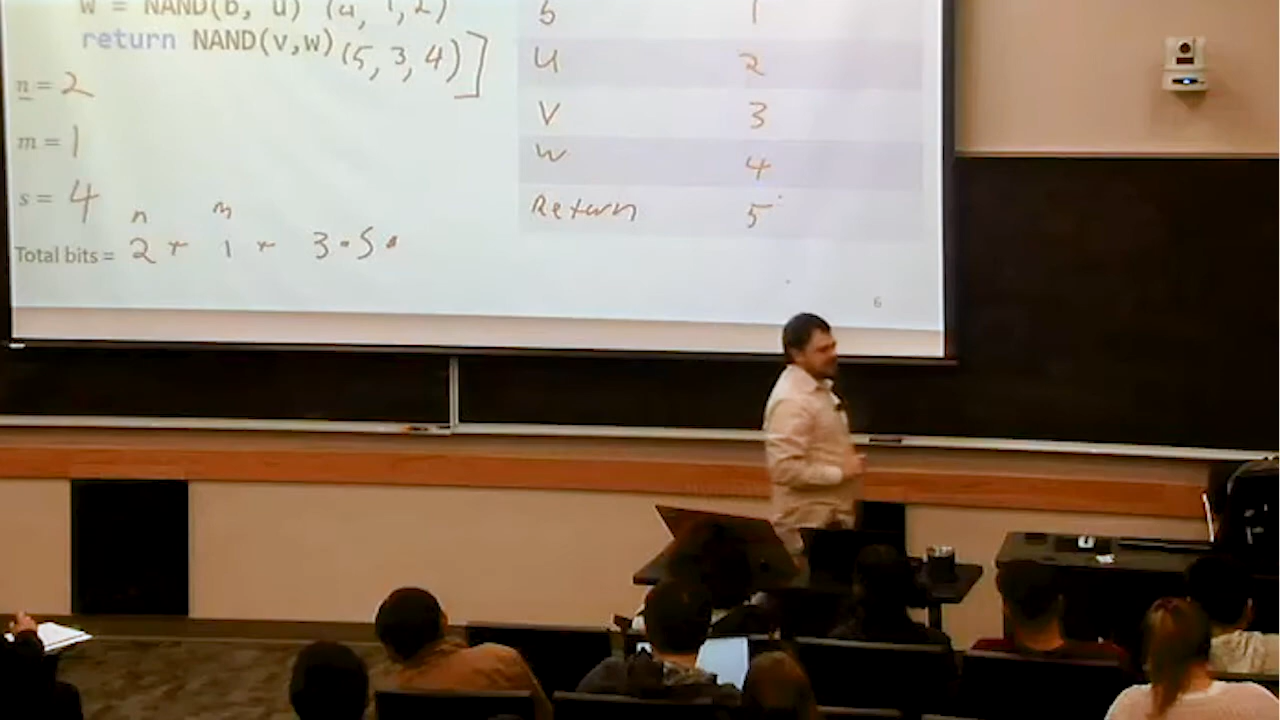 w = NAND(b, u) (4, 1, 2)
return NAND(v,w) (5, 3, 4)]
n = 2
m = 1
s = 4
n m
Total bits = 2 + 1 + 3 • 5 •
b 1
u 2
v 3
w 4
Return 5
6